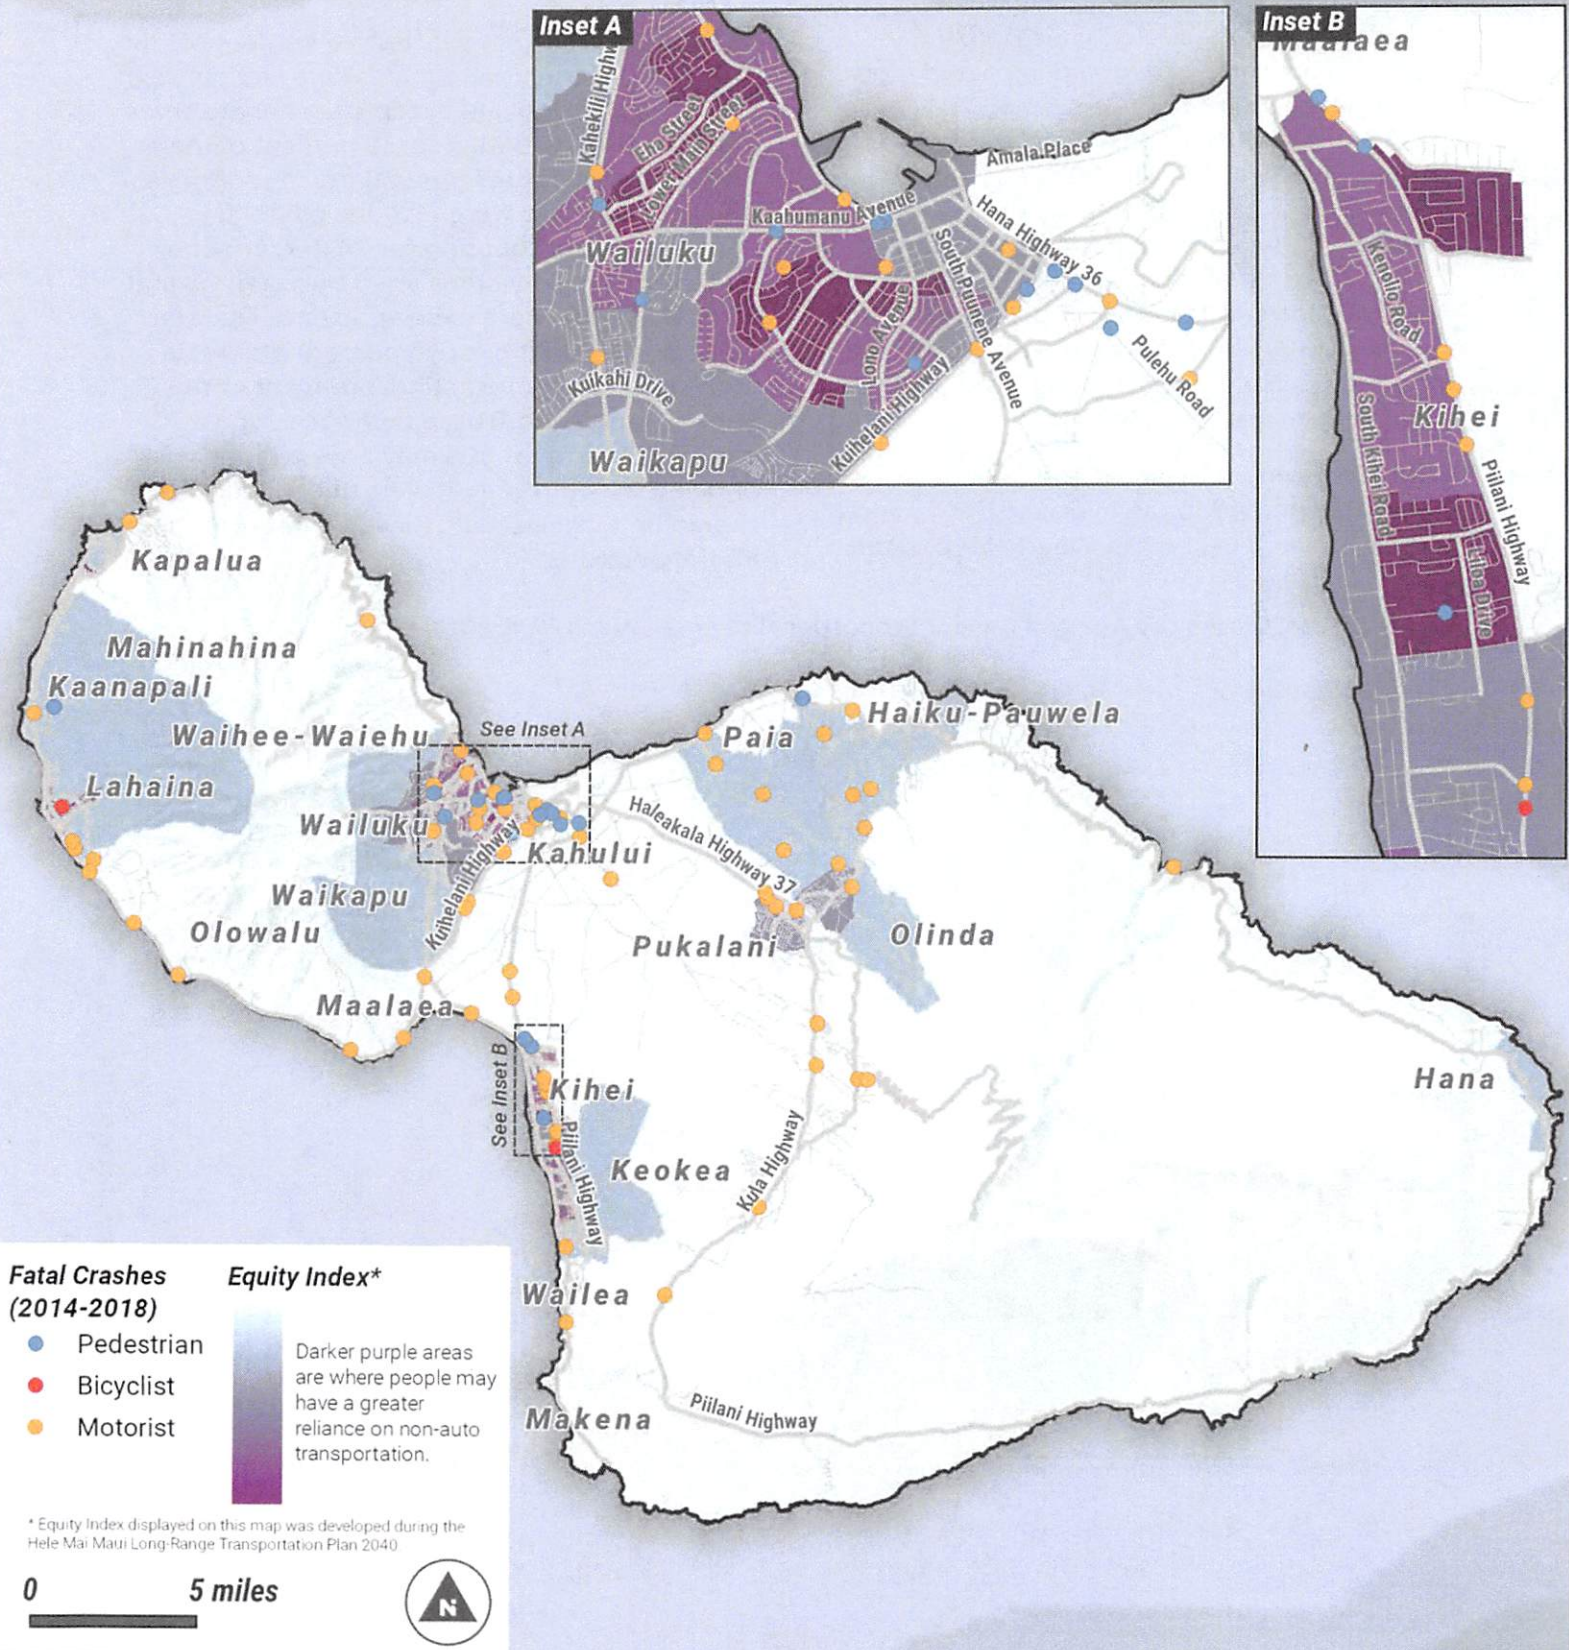 Inset A
Kahekili Highw
Eha Street
Lower Main Street
Amala Place
Kaahumanu Avenue
Hana Highway 36
Wailuku
South Puunene Avenue
Lono Avenue
Pulehu Road
Kuikahi Drive
Kuihelani Highway
Waikapu
Inset B
Maalaea
Kenolio Road
Kihei
South Kihei Road
Piilani Highway
Liloa Drive
Kapalua
Mahinahina
Kaanapali
Waihee-Waiehu
See Inset A
Paia
Haiku-Pauwela
Lahaina
Wailuku
Haleakala Highway 37
Kahului
Waikapu
Kuihelani Highway
Olowalu
Pukalani
Olinda
Maalaea
See Inset B
Kihei
Hana
Piilani Highway
Keokea
Kula Highway
Wailea
Makena
Piilani Highway
Fatal Crashes
(2014-2018)
Pedestrian
Bicyclist
Motorist
Equity Index*
Darker purple areas
are where people may
have a greater
reliance on non-auto
transportation.
* Equity Index displayed on this map was developed during the
Hele Mai Maui Long-Range Transportation Plan 2040
0 5 miles
N